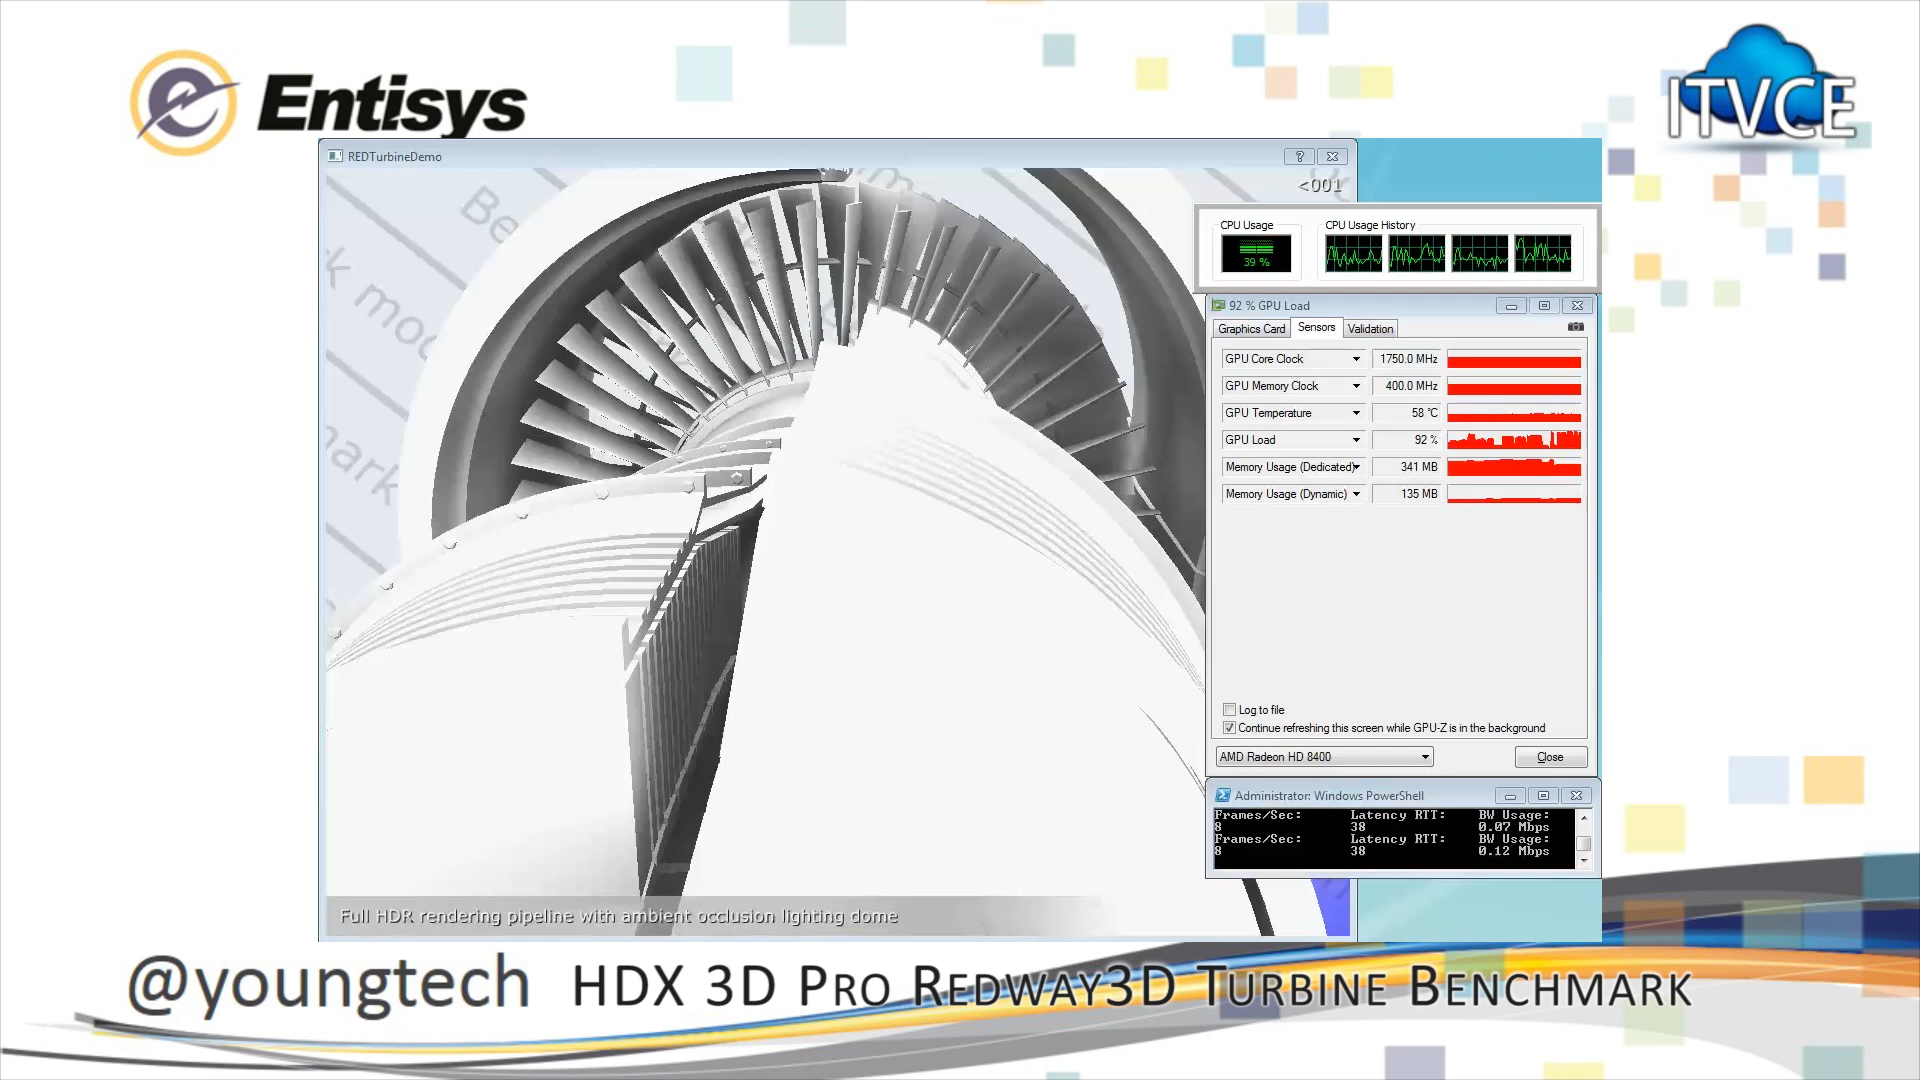 Entisys
ITVCE
REDTurbineDemo
<001
CPU Usage
39 %
CPU Usage History
92 % GPU Load
Graphics Card
Sensors
Validation
GPU Core Clock 1750.0 MHz
GPU Memory Clock 400.0 MHz
GPU Temperature 58 °C
GPU Load 92 %
Memory Usage (Dedicated) 341 MB
Memory Usage (Dynamic) 135 MB
Log to file
Continue refreshing this screen while GPU-Z is in the background
AMD Radeon HD 8400
Close
Administrator: Windows PowerShell
Frames/Sec: Latency RTT: BW Usage:
8 38 0.07 Mbps
Frames/Sec: Latency RTT: BW Usage:
8 38 0.12 Mbps
Full HDR rendering pipeline with ambient occlusion lighting dome
@youngtech
HDX 3D PRO REDWAY3D TURBINE BENCHMARK